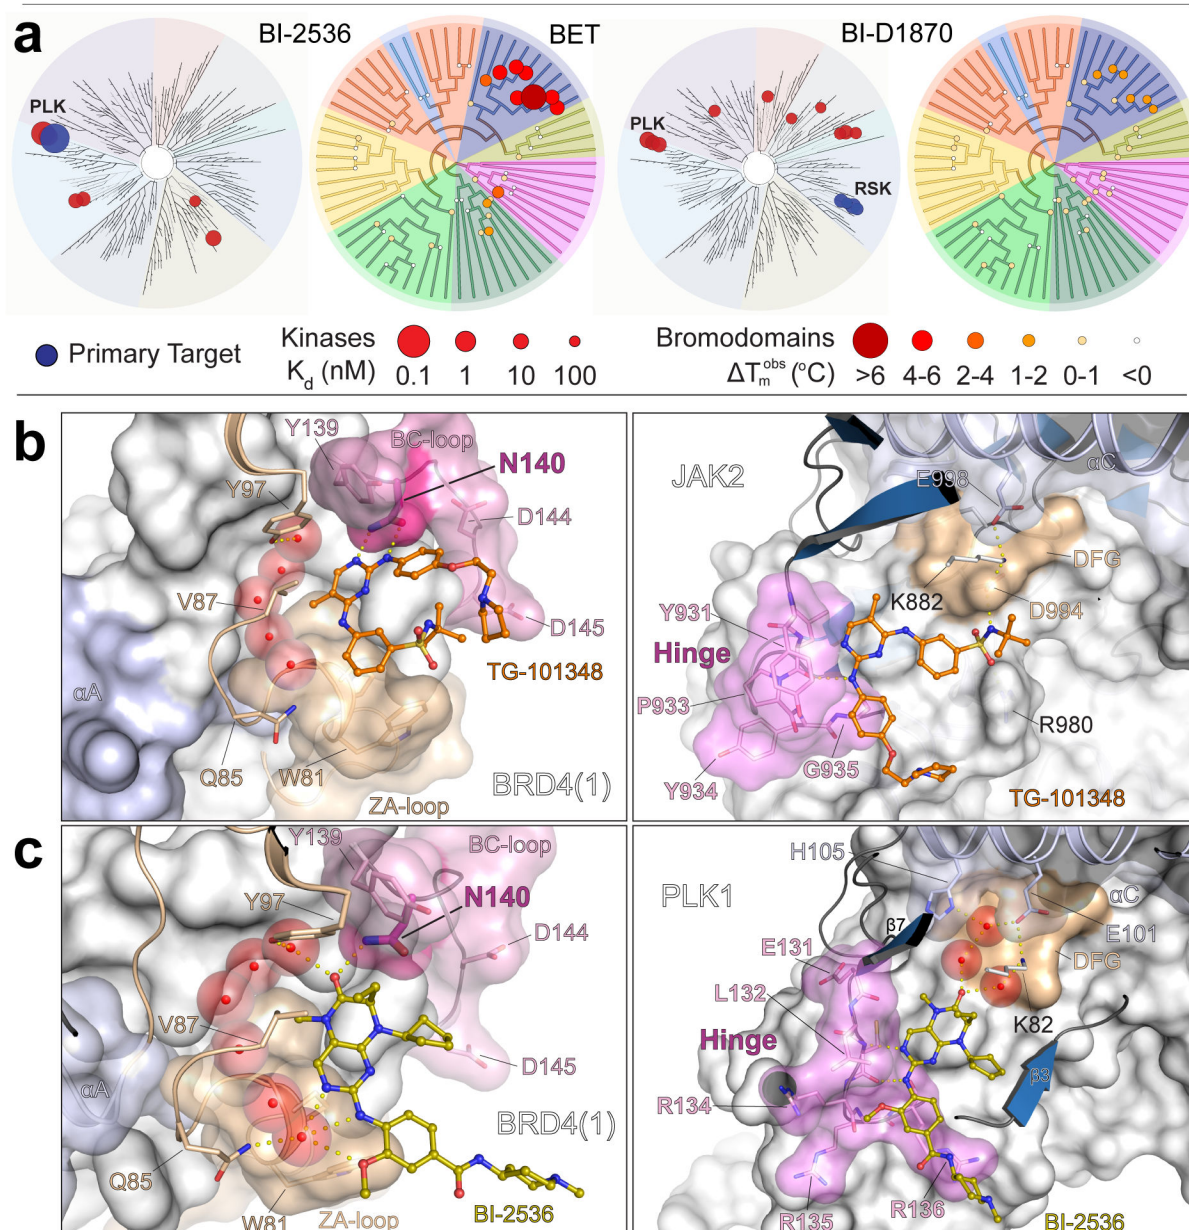 a
BI-2536
BET
BI-D1870
PLK
PLK
RSK
Primary Target
Kinases
Kd (nM)
0.1 1 10 100
Bromodomains
ΔTm obs (°C)
>6 4-6 2-4 1-2 0-1 <0
b
Y139
BC-loop
N140
Y97
D144
V87
D145
TG-101348
αA
Q85
W81
BRD4(1)
ZA-loop
JAK2
αC
E998
DFG
K882
D994
Y931
Hinge
P933
R980
G935
Y934
TG-101348
c
Y139
BC-loop
Y97
N140
D144
V87
D145
αA
BRD4(1)
Q85
W81
ZA-loop
BI-2536
H105
PLK1
αC
β7
E101
E131
DFG
L132
K82
Hinge
β3
R134
R135
R136
BI-2536